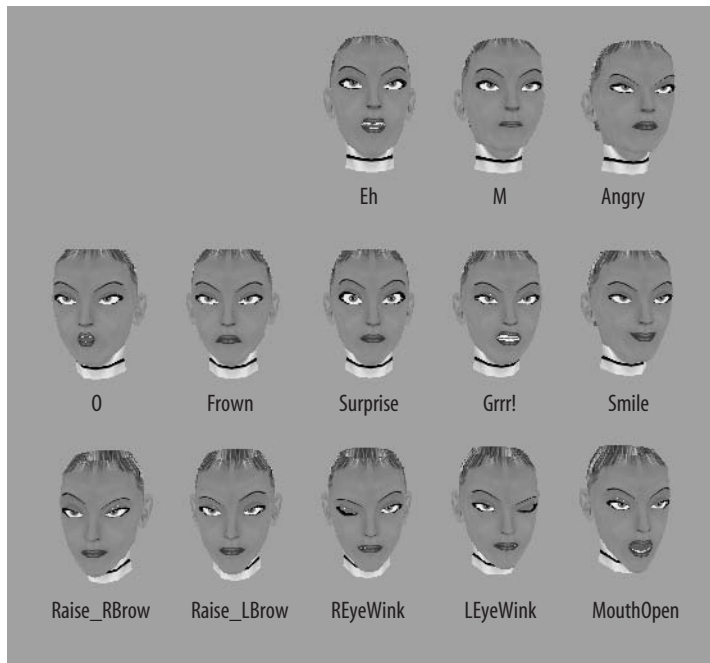 Eh M Angry
O Frown Surprise Grrr! Smile
Raise_RBrow Raise_LBrow REyeWink LEyeWink MouthOpen